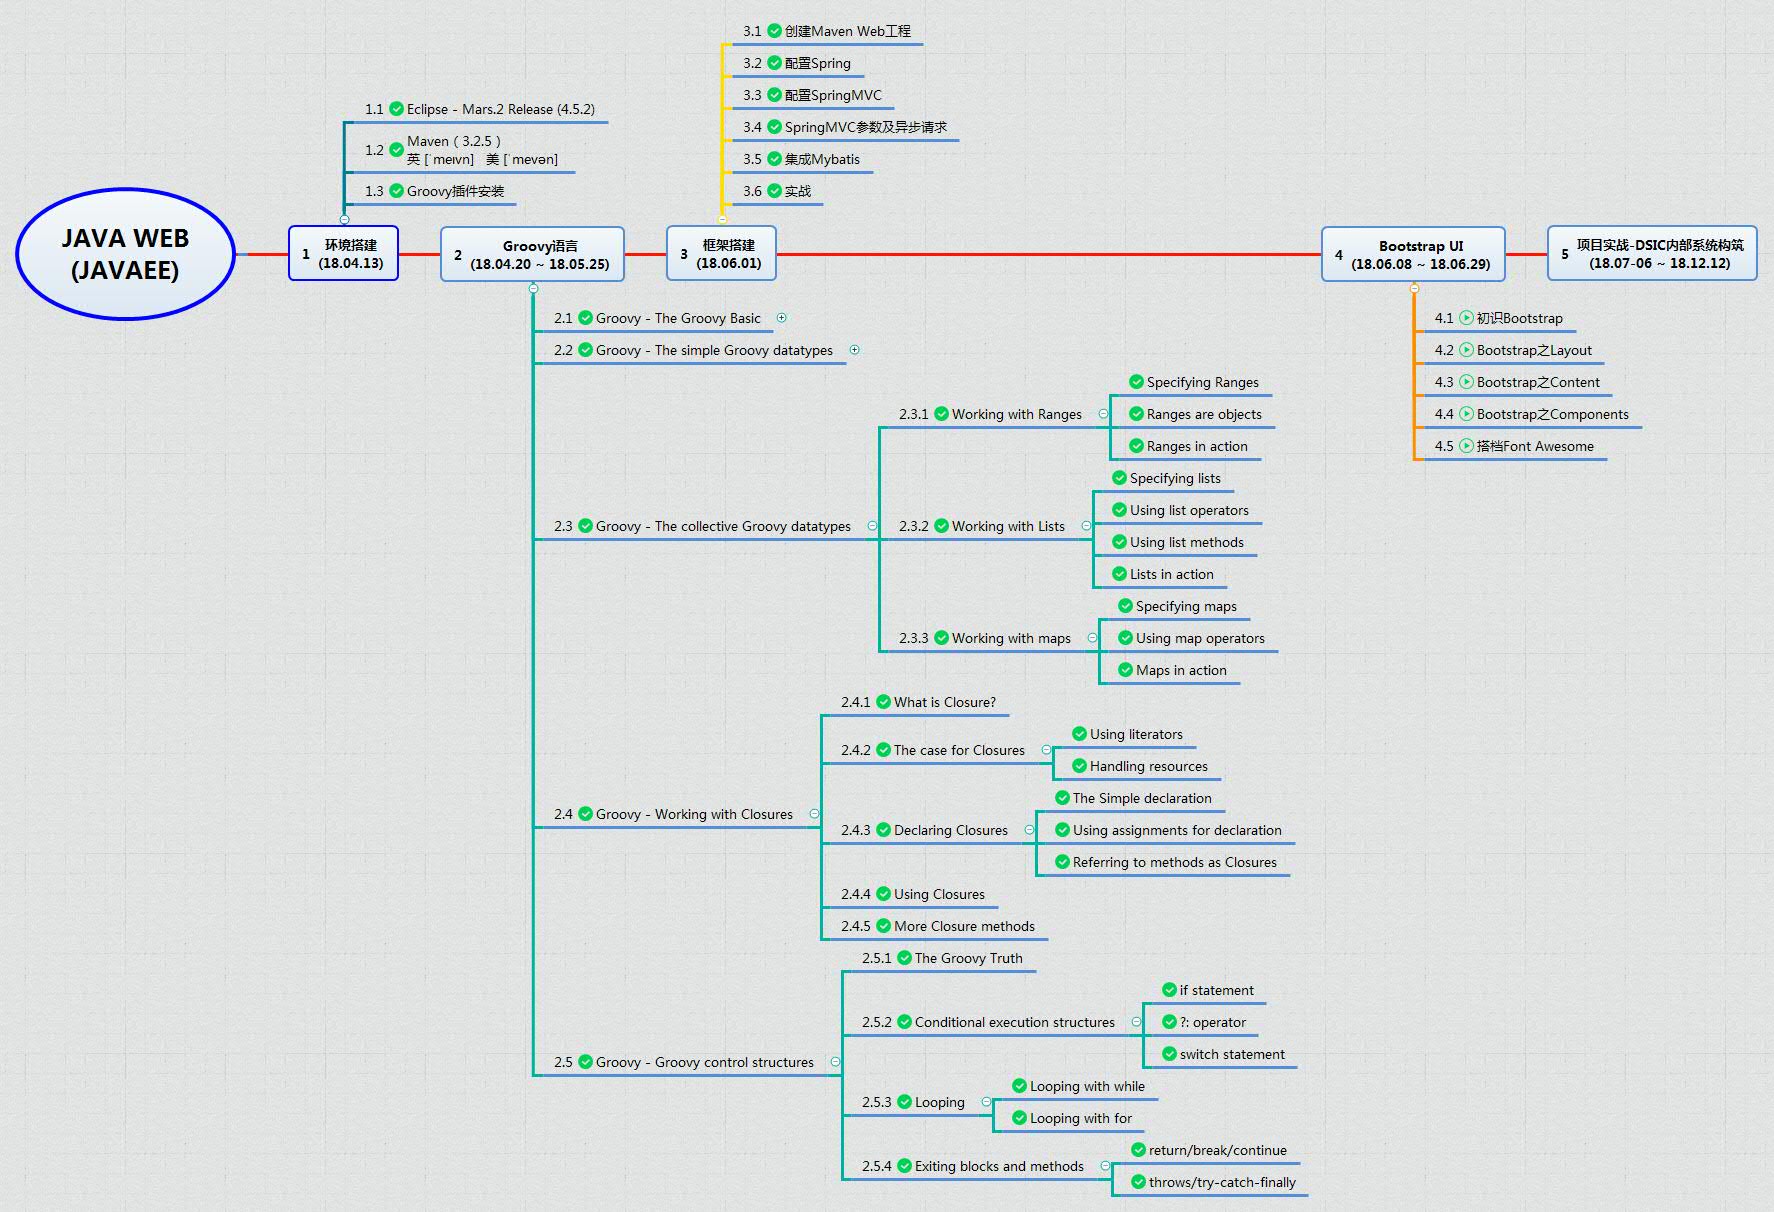 JAVA WEB
(JAVAEE)
1 环境搭建
(18.04.13)
1.1 Eclipse - Mars.2 Release (4.5.2)
1.2 Maven（3.2.5）
英 [ˈmeɪvn] 美 [ˈmevən]
1.3 Groovy插件安装
2 Groovy语言
(18.04.20 ~ 18.05.25)
2.1 Groovy - The Groovy Basic
2.2 Groovy - The simple Groovy datatypes
2.3 Groovy - The collective Groovy datatypes
2.3.1 Working with Ranges
Specifying Ranges
Ranges are objects
Ranges in action
2.3.2 Working with Lists
Specifying lists
Using list operators
Using list methods
Lists in action
2.3.3 Working with maps
Specifying maps
Using map operators
Maps in action
2.4 Groovy - Working with Closures
2.4.1 What is Closure?
2.4.2 The case for Closures
Using literators
Handling resources
2.4.3 Declaring Closures
The Simple declaration
Using assignments for declaration
Referring to methods as Closures
2.4.4 Using Closures
2.4.5 More Closure methods
2.5 Groovy - Groovy control structures
2.5.1 The Groovy Truth
2.5.2 Conditional execution structures
if statement
?: operator
switch statement
2.5.3 Looping
Looping with while
Looping with for
2.5.4 Exiting blocks and methods
return/break/continue
throws/try-catch-finally
3 框架搭建
(18.06.01)
3.1 创建Maven Web工程
3.2 配置Spring
3.3 配置SpringMVC
3.4 SpringMVC参数及异步请求
3.5 集成Mybatis
3.6 实战
4 Bootstrap UI
(18.06.08 ~ 18.06.29)
4.1 初识Bootstrap
4.2 Bootstrap之Layout
4.3 Bootstrap之Content
4.4 Bootstrap之Components
4.5 搭档Font Awesome
5 项目实战-DSIC内部系统构筑
(18.07-06 ~ 18.12.12)